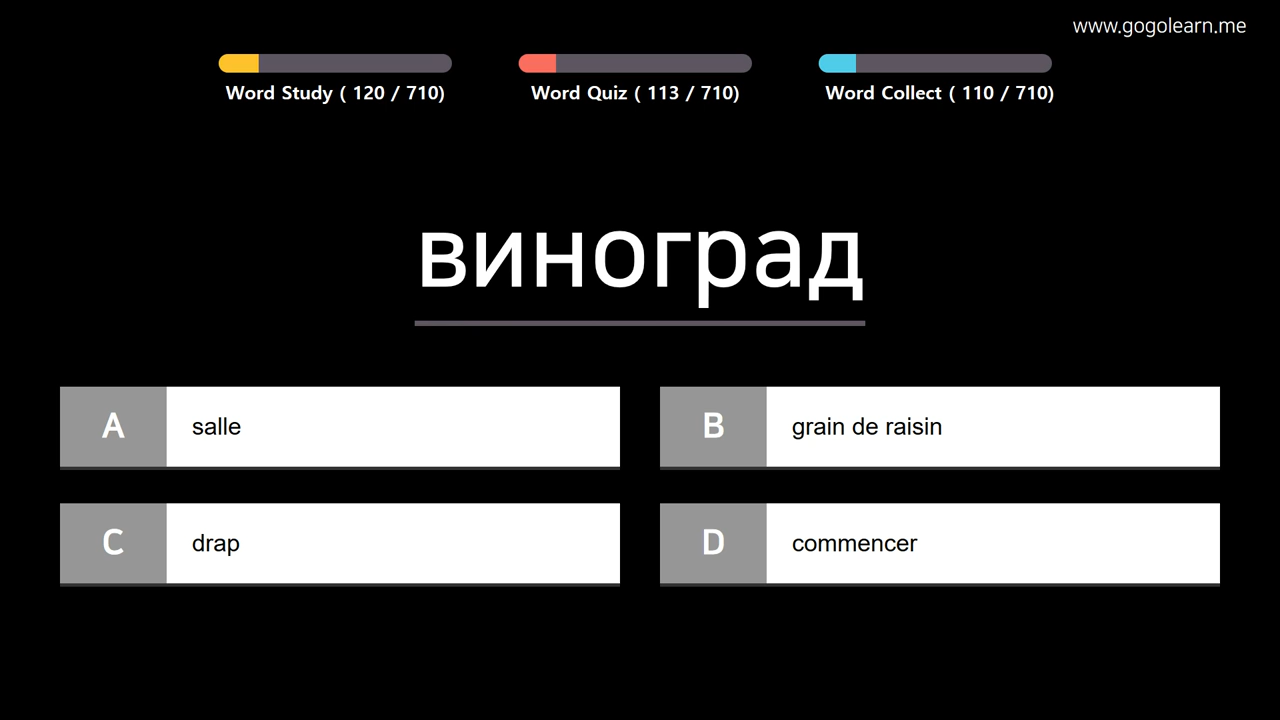 www.gogolearn.me
Word Study ( 120 / 710)
Word Quiz ( 113 / 710)
Word Collect ( 110 / 710)
виноград
A salle
B grain de raisin
C drap
D commencer